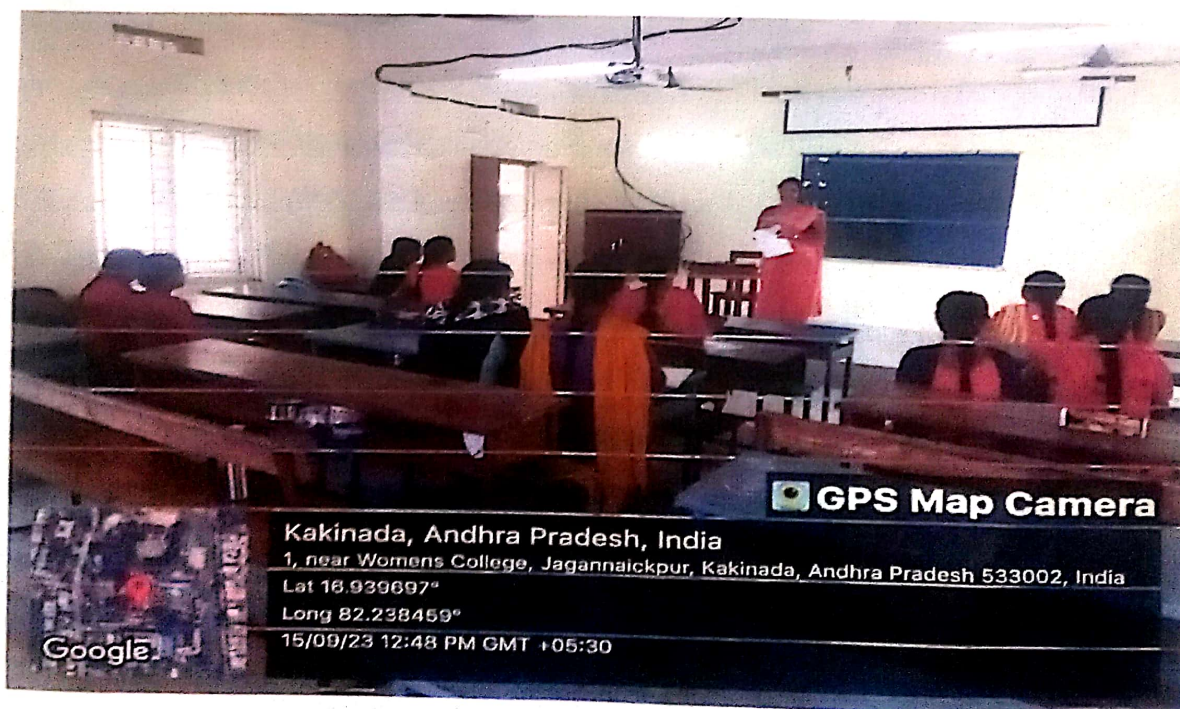 GPS Map Camera
Kakinada, Andhra Pradesh, India
1, near Womens College, Jagannaickpur, Kakinada, Andhra Pradesh 533002, India
Lat 16.939697°
Long 82.238459°
15/09/23 12:48 PM GMT +05:30
Google